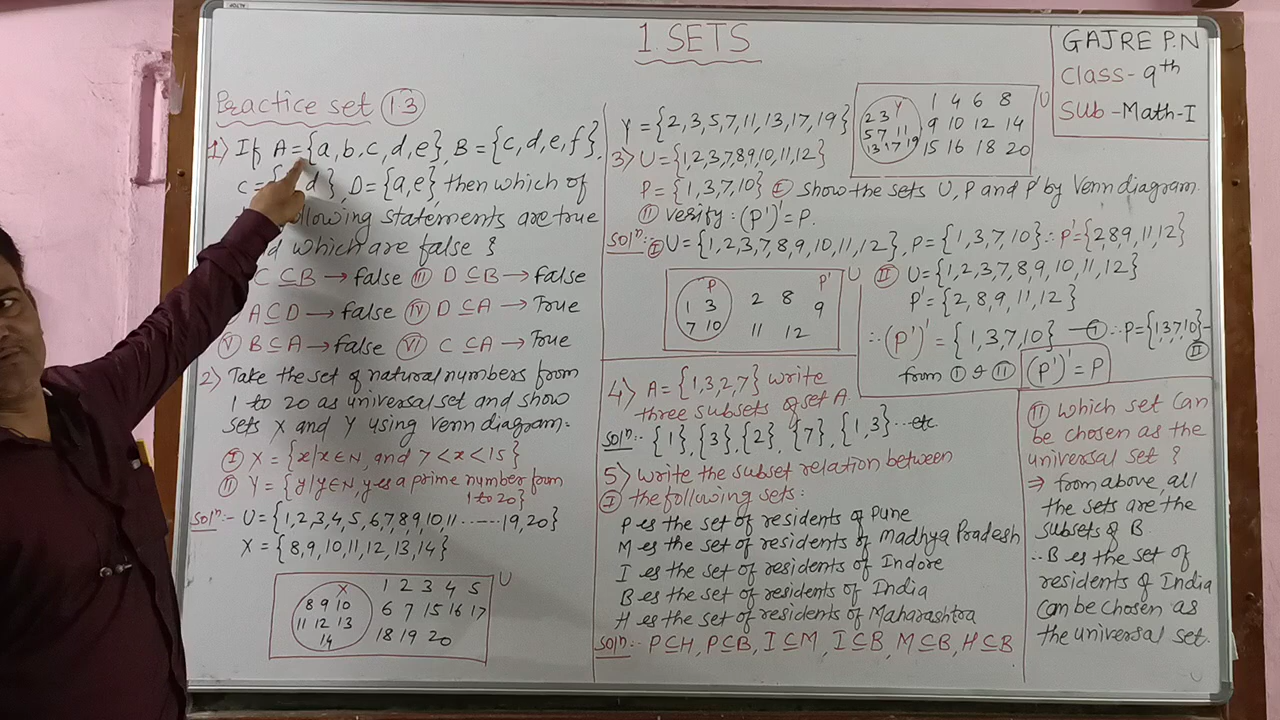 1. SETS
GAJRE P.N
Class- 9th
Sub-Math-I
Practice set 1.3
1) If A={a,b,c,d,e}, B={c,d,e,f},
C={ d}, D={a,e} then which of
llowing statements are true
d which are false ?
C⊆B → false III D⊆B → false
A⊆D → false IV D⊆A → True
V B⊆A → false VI C⊆A → True
2) Take the set of natural numbers from
1 to 20 as universal set and show
sets X and Y using Venn diagram.
I X = {x/x∈N, and 7<x<15}
II Y = {y/y∈N, y es a prime number from
1 to 20}
Solⁿ:- U={1,2,3,4,5,6,7,8,9,10,11.......19,20}
X = {8,9,10,11,12,13,14}
X 1 2 3 4 5 U
8 9 10 6 7 15 16 17
11 12 13 18 19 20
14
Y={2,3,5,7,11,13,17,19}
Y 1 4 6 8 U
2 3 9 10 12 14
5 7 11 15 16 18 20
13 17 19
3) U={1,2,3,7,8,9,10,11,12}
P={1,3,7,10} I Show the sets U, P and P' by Venn diagram.
II Verify: (P')'=P.
Solⁿ:- I U={1,2,3,7,8,9,10,11,12}, P={1,3,7,10} ∴ P'={2,8,9,11,12}
P P' U
1 3 2 8 9
7 10 11 12
II U={1,2,3,7,8,9,10,11,12}
P'={2,8,9,11,12}
∴(P')' = {1,3,7,10} — I ∴P={1,3,7,10}-
II
from I & II (P')' = P
4) A={1,3,2,7} write
three subsets of set A.
Solⁿ:- {1},{3},{2},{7},{1,3}...etc.
5) Write the subset relation between
I the following sets:
P es the set of residents of Pune
M es the set of residents of Madhya Pradesh
I es the set of residents of Indore
B es the set of residents of India
H es the set of residents of Maharashtra
Solⁿ:- P⊆H, P⊆B, I⊆M, I⊆B, M⊆B, H⊆B
II Which set can
be chosen as the
universal set ?
⇒ from above, all
the sets are the
subsets of B.
∴ B es the set of
residents of India
Can be chosen as
the universal set.